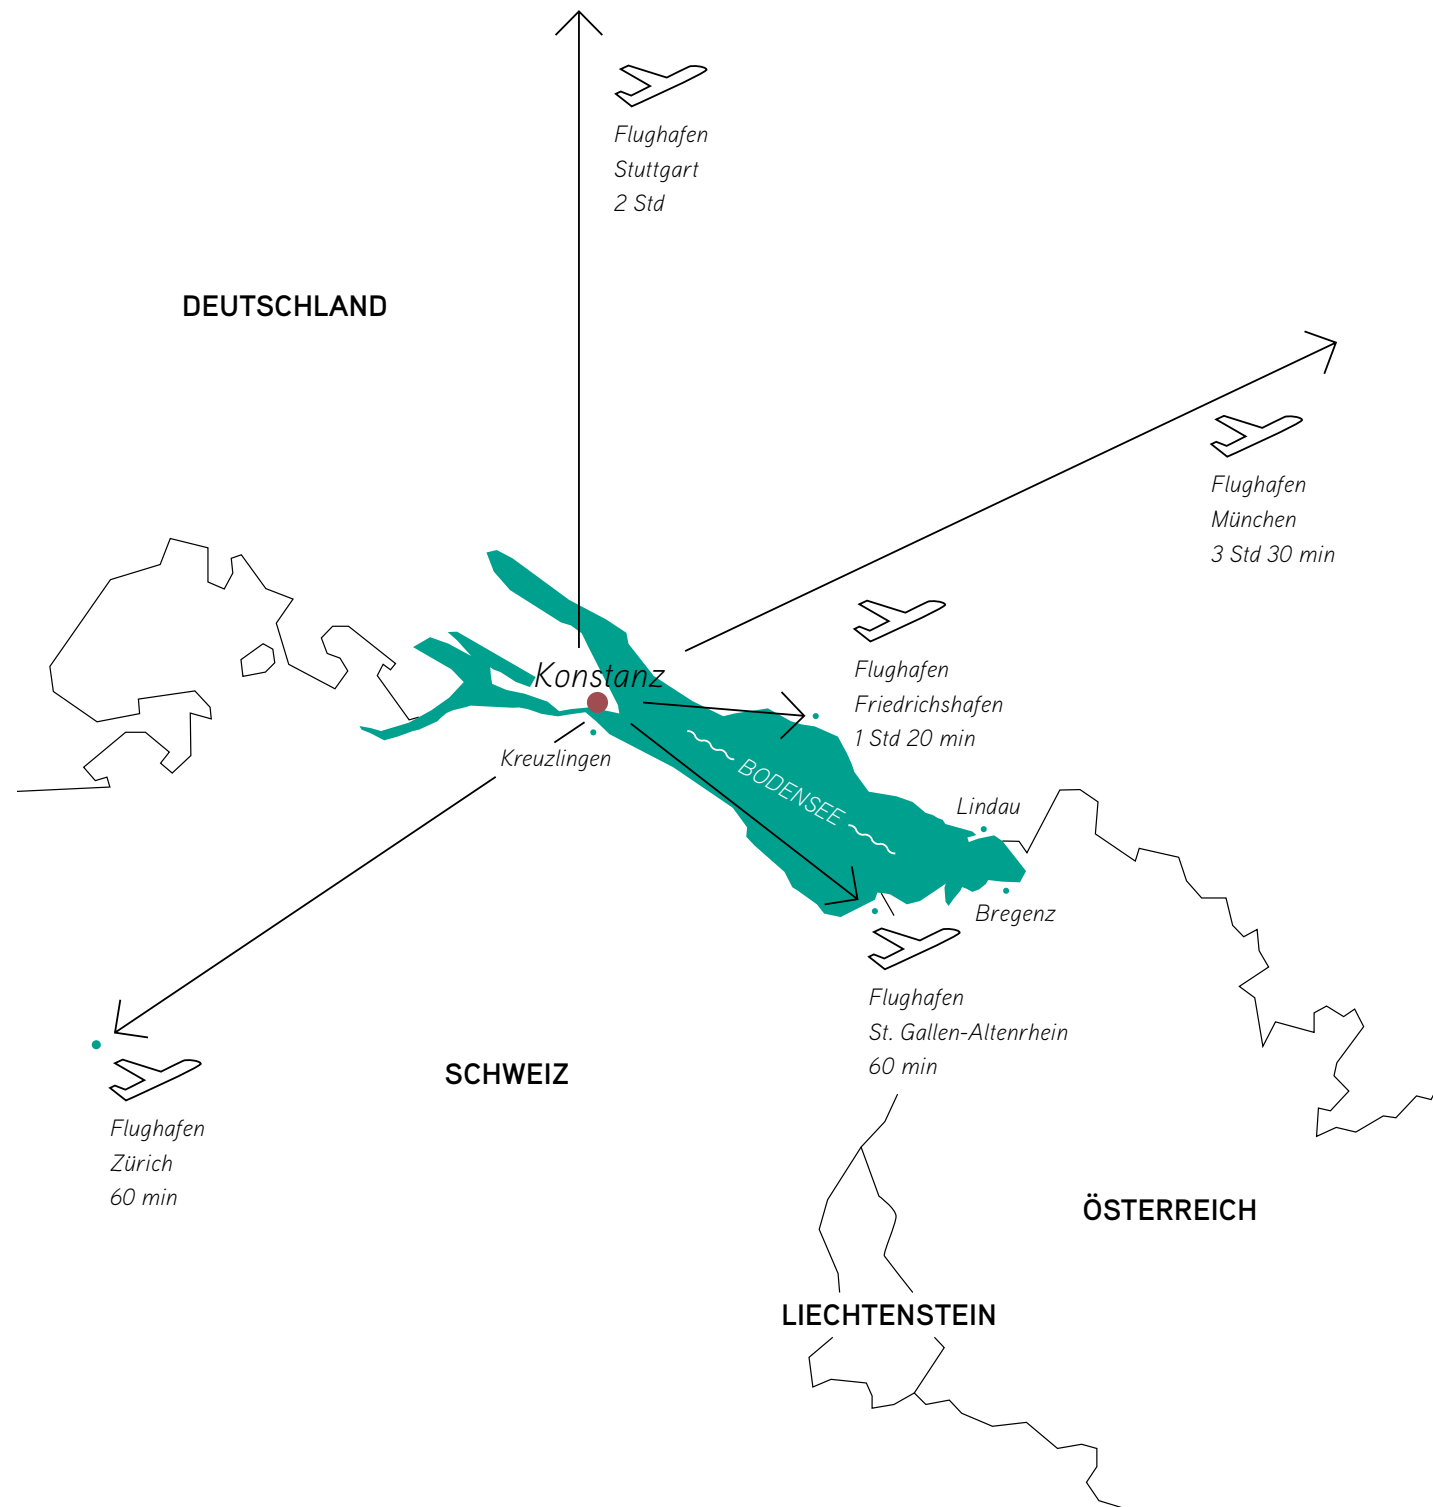 Flughafen
Stuttgart
2 Std
DEUTSCHLAND
Flughafen
München
3 Std 30 min
Konstanz
Flughafen
Friedrichshafen
1 Std 20 min
Kreuzlingen
BODENSEE
Lindau
Bregenz
Flughafen
St. Gallen-Altenrhein
60 min
SCHWEIZ
Flughafen
Zürich
60 min
ÖSTERREICH
LIECHTENSTEIN